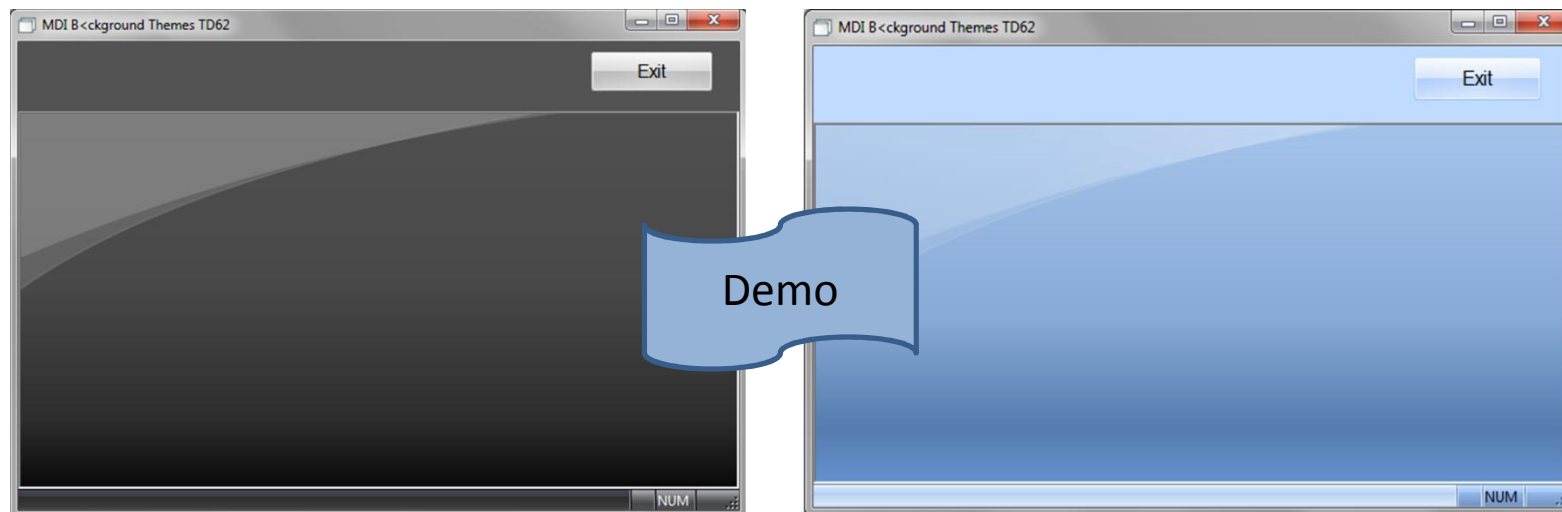 MDI B<ckground Themes TD62
Exit
NUM
MDI B<ckground Themes TD62
Exit
NUM
Demo